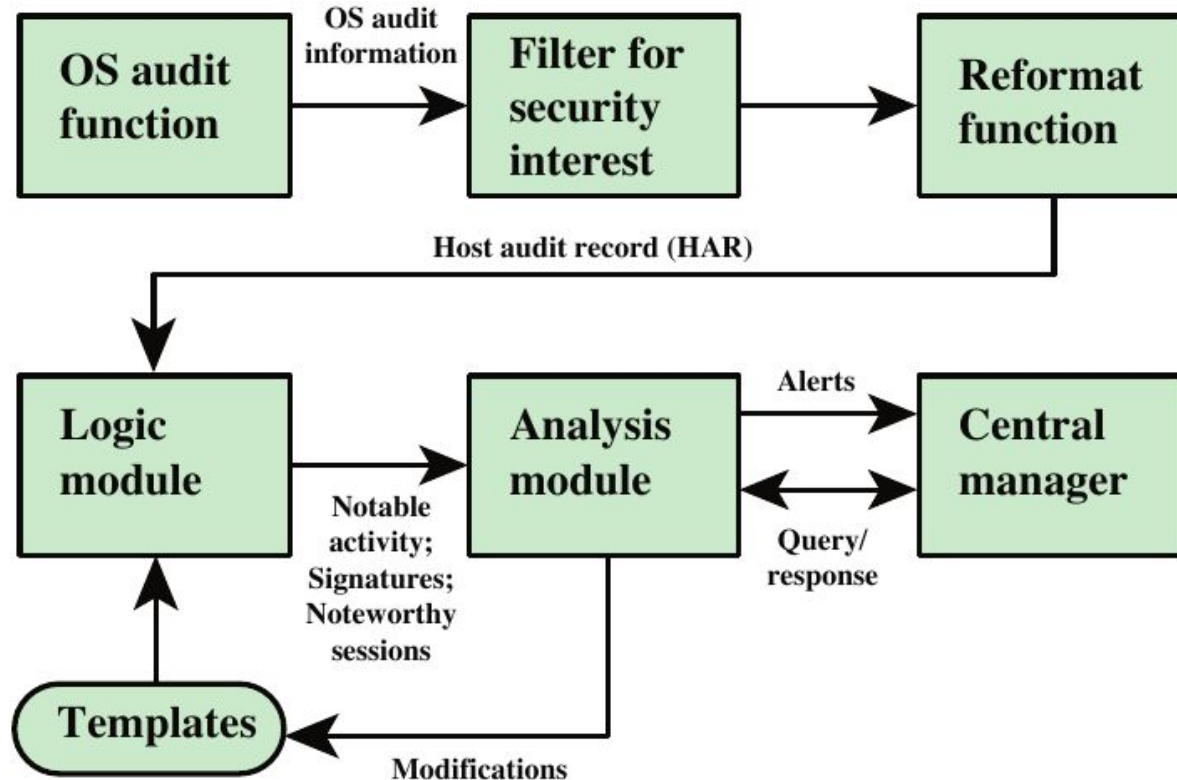 OS audit
function
OS audit
information
Filter for
security
interest
Reformat
function
Host audit record (HAR)
Logic
module
Notable
activity;
Signatures;
Noteworthy
sessions
Analysis
module
Alerts
Query/
response
Central
manager
Templates
Modifications